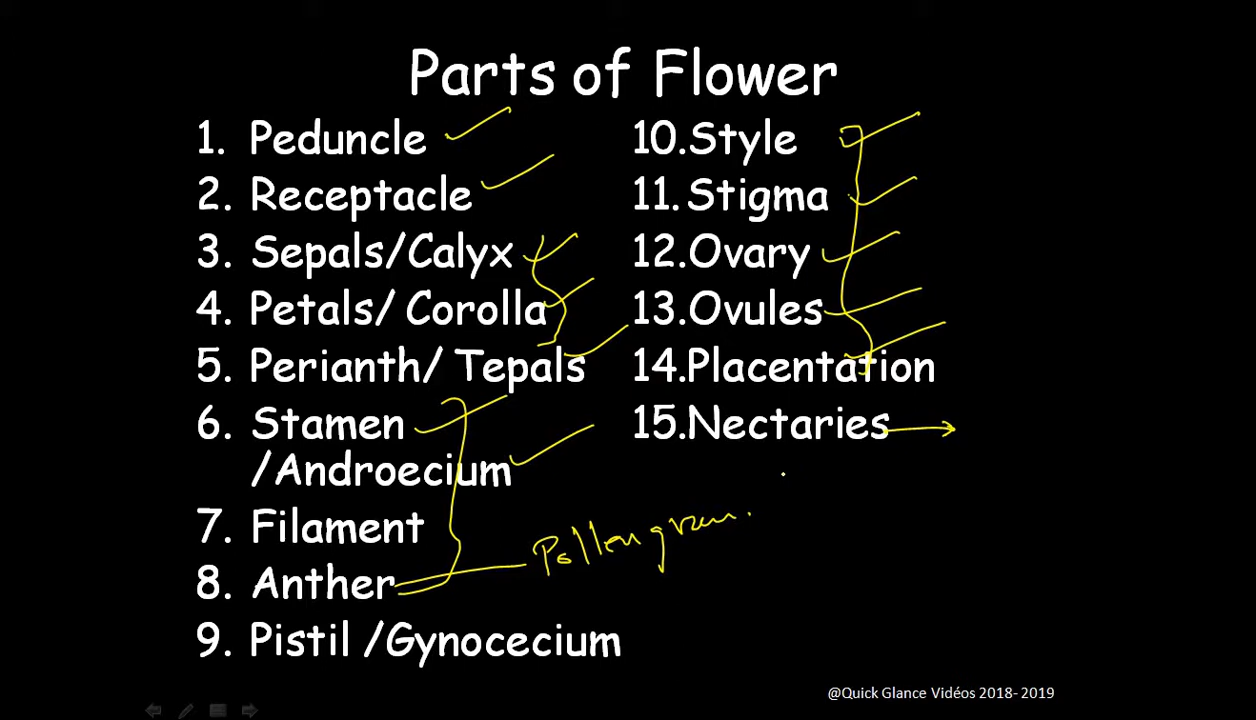 Parts of Flower
1. Peduncle
2. Receptacle
3. Sepals/Calyx
4. Petals/ Corolla
5. Perianth/ Tepals
6. Stamen
/Androecium
7. Filament
8. Anther
9. Pistil /Gynocecium
Pollen grain.
10.Style
11.Stigma
12.Ovary
13.Ovules
14.Placentation
15.Nectaries
@Quick Glance Vidéos 2018- 2019